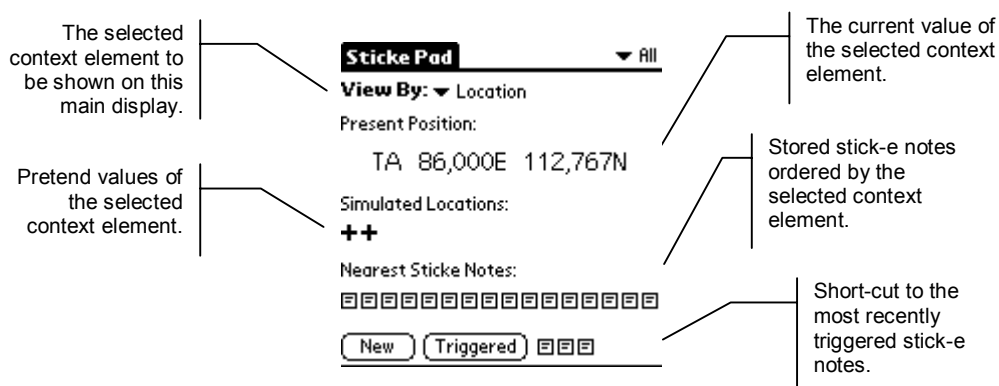 The selected
context element to
be shown on this
main display.
Pretend values of
the selected
context element.
Sticke Pad
All
View By: Location
Present Position:
TA 86,000E 112,767N
Simulated Locations:
++
Nearest Sticke Notes:
New Triggered
The current value of
the selected context
element.
Stored stick-e notes
ordered by the
selected context
element.
Short-cut to the
most recently
triggered stick-e
notes.